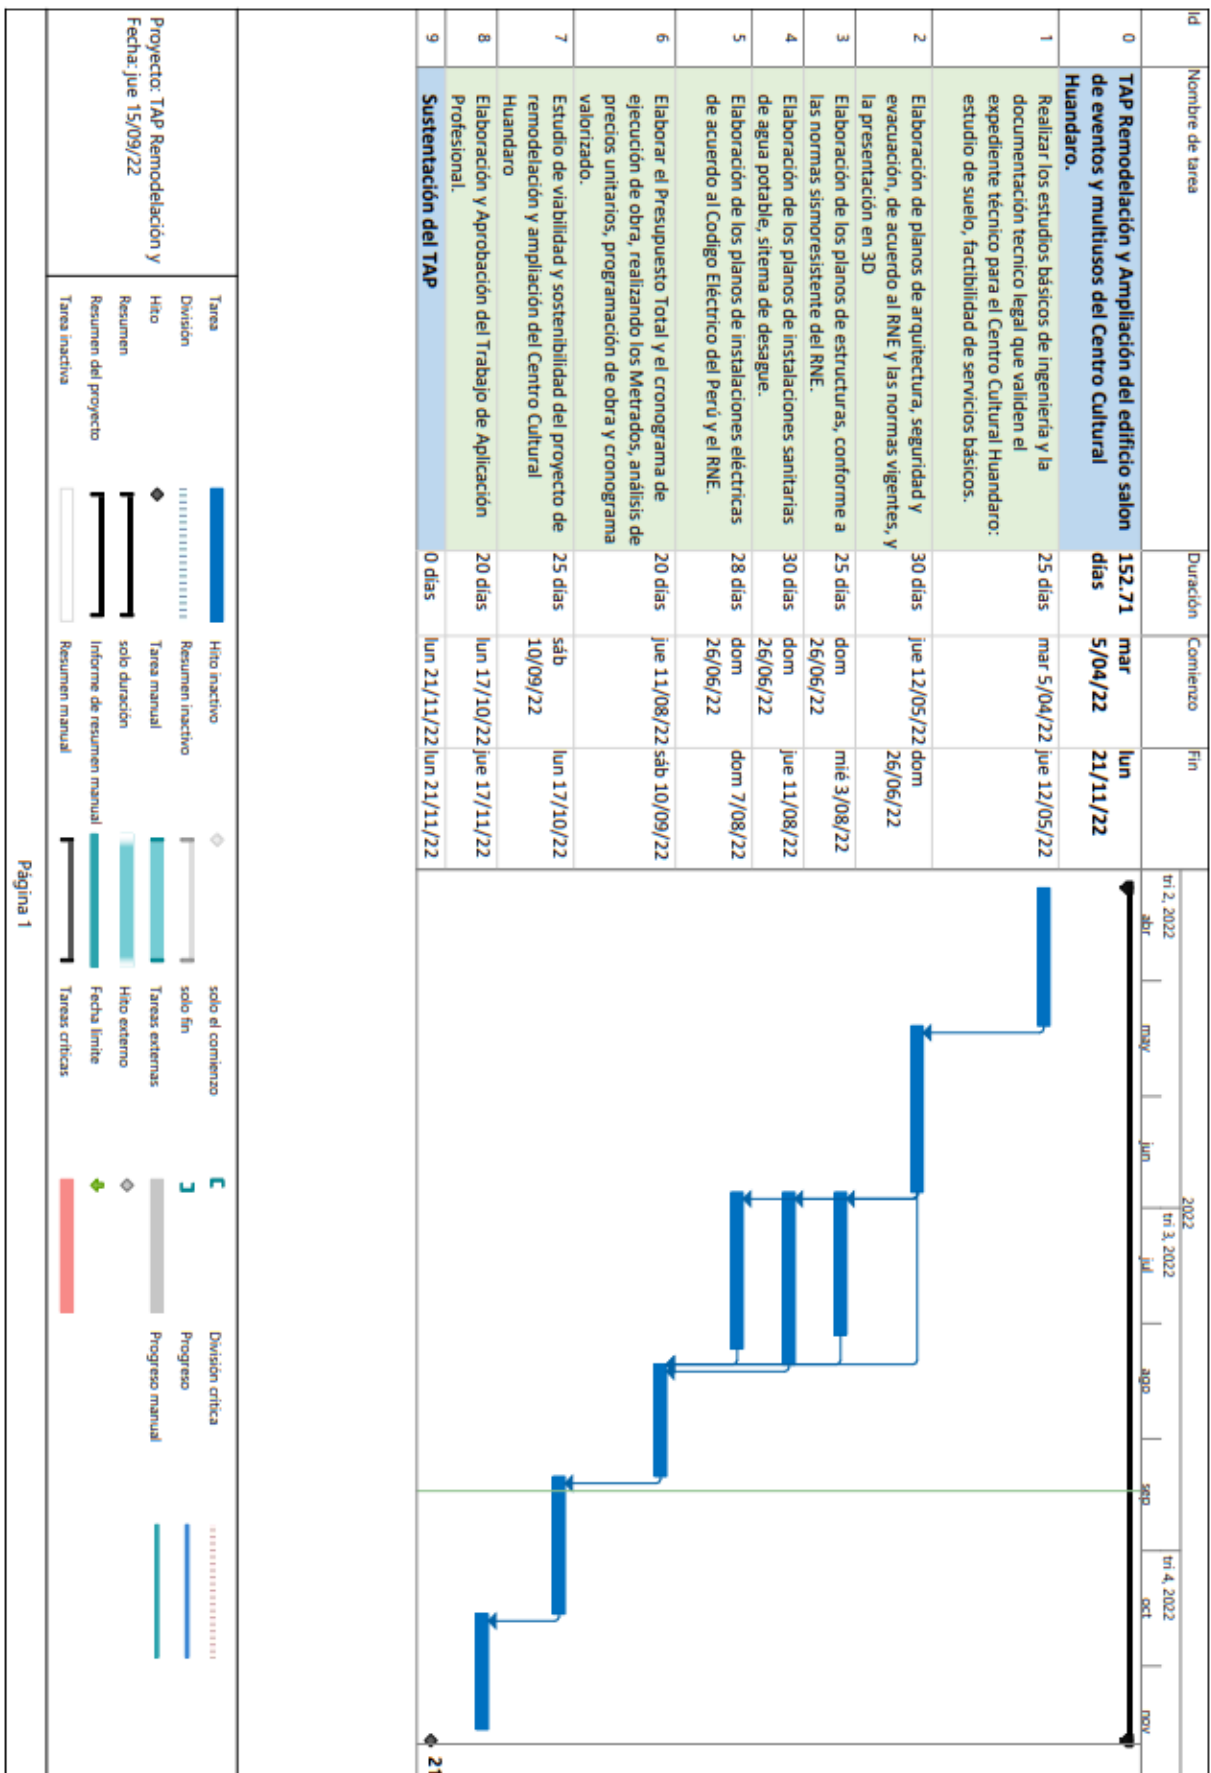 Id Nombre de tarea Duración Comienzo Fin
2022
tri 2, 2022 tri 3, 2022 tri 4, 2022
abr may jun jul ago sep oct nov
0 TAP Remodelación y Ampliación del edificio salon 152.71 mar lun
de eventos y multiusos del Centro Cultural días 5/04/22 21/11/22
Huandaro.
1 Realizar los estudios básicos de ingeniería y la 25 días mar 5/04/22 jue 12/05/22
documentación tecnico legal que validen el
expediente técnico para el Centro Cultural Huandaro:
estudio de suelo, factibilidad de servicios básicos.
2 Elaboración de planos de arquitectura, seguridad y 30 días jue 12/05/22 dom
evacuación, de acuerdo al RNE y las normas vigentes, y 26/06/22
la presentación en 3D
3 Elaboración de los planos de estructuras, conforme a 25 días dom mié 3/08/22
las normas sismoresistente del RNE. 26/06/22
4 Elaboración de los planos de instalaciones sanitarias 30 días dom jue 11/08/22
de agua potable, sitema de desague. 26/06/22
5 Elaboración de los planos de instalaciones eléctricas 28 días dom dom 7/08/22
de acuerdo al Codigo Eléctrico del Perú y el RNE. 26/06/22
6 Elaborar el Presupuesto Total y el cronograma de 20 días jue 11/08/22 sáb 10/09/22
ejecución de obra, realizando los Metrados, análisis de
precios unitarios, programación de obra y cronograma
valorizado.
7 Estudio de viabilidad y sostenibilidad del proyecto de 25 días sáb lun 17/10/22
remodelación y ampliación del Centro Cultural 10/09/22
Huandaro
8 Elaboración y Aprobación del Trabajo de Aplicación 20 días lun 17/10/22 jue 17/11/22
Profesional.
9 Sustentación del TAP 0 días lun 21/11/22 lun 21/11/22 21
Proyecto: TAP Remodelación y
Fecha: jue 15/09/22
Tarea Hito inactivo solo el comienzo División crítica
División Resumen inactivo solo fin Progreso
Hito Tarea manual Tareas externas Progreso manual
Resumen solo duración Hito externo
Resumen del proyecto Informe de resumen manual Fecha límite
Tarea inactiva Resumen manual Tareas críticas
Página 1